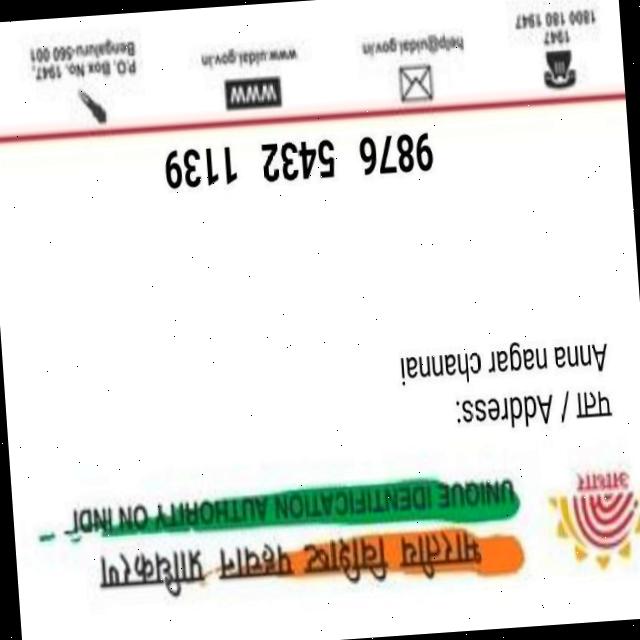 भारतीय विशिष्ट पहचान प्राधिकरण
UNIQUE IDENTIFICATION AUTHORITY ON INDI
आधार
पता / Address:
Anna nagar channai
9876 5432 1139
1947
1800 180 1947
help@uidai.gov.in
WWW
www.uidai.gov.in
P.O. Box No. 1947,
Bengaluru-560 001